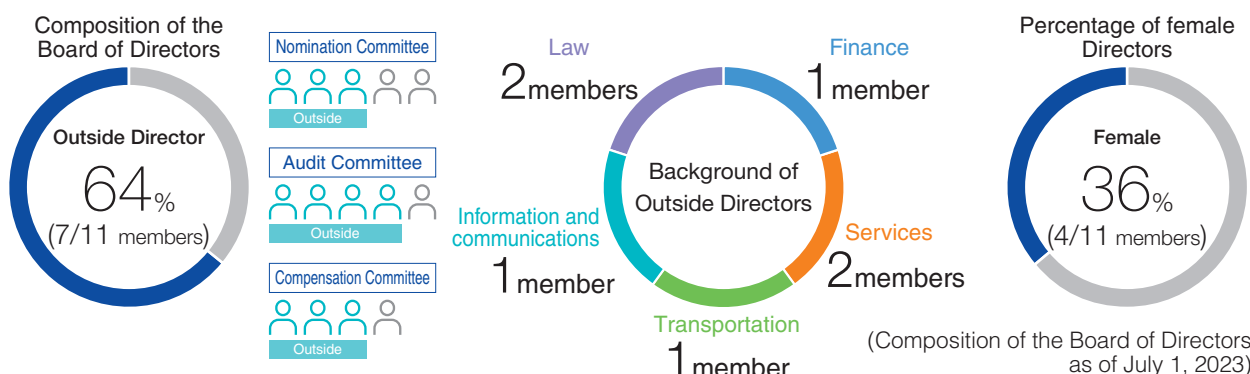 Composition of the
Board of Directors
Outside Director
64%
(7/11 members)
Nomination Committee
Outside
Audit Committee
Outside
Compensation Committee
Outside
Law
2members
Finance
1member
Background of
Outside Directors
Information and
communications
1member
Services
2members
Transportation
1member
Percentage of female
Directors
Female
36%
(4/11 members)
(Composition of the Board of Directors
as of July 1, 2023)